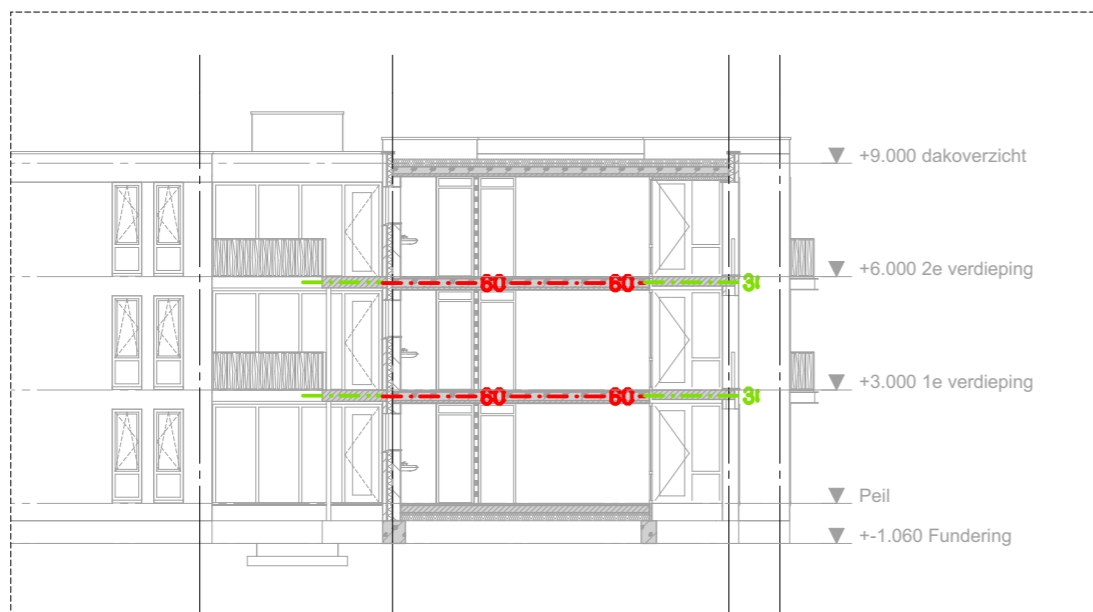 +9.000 dakoverzicht
+6.000 2e verdieping
60 60
+3.000 1e verdieping
60 60
Peil
+-1.060 Fundering